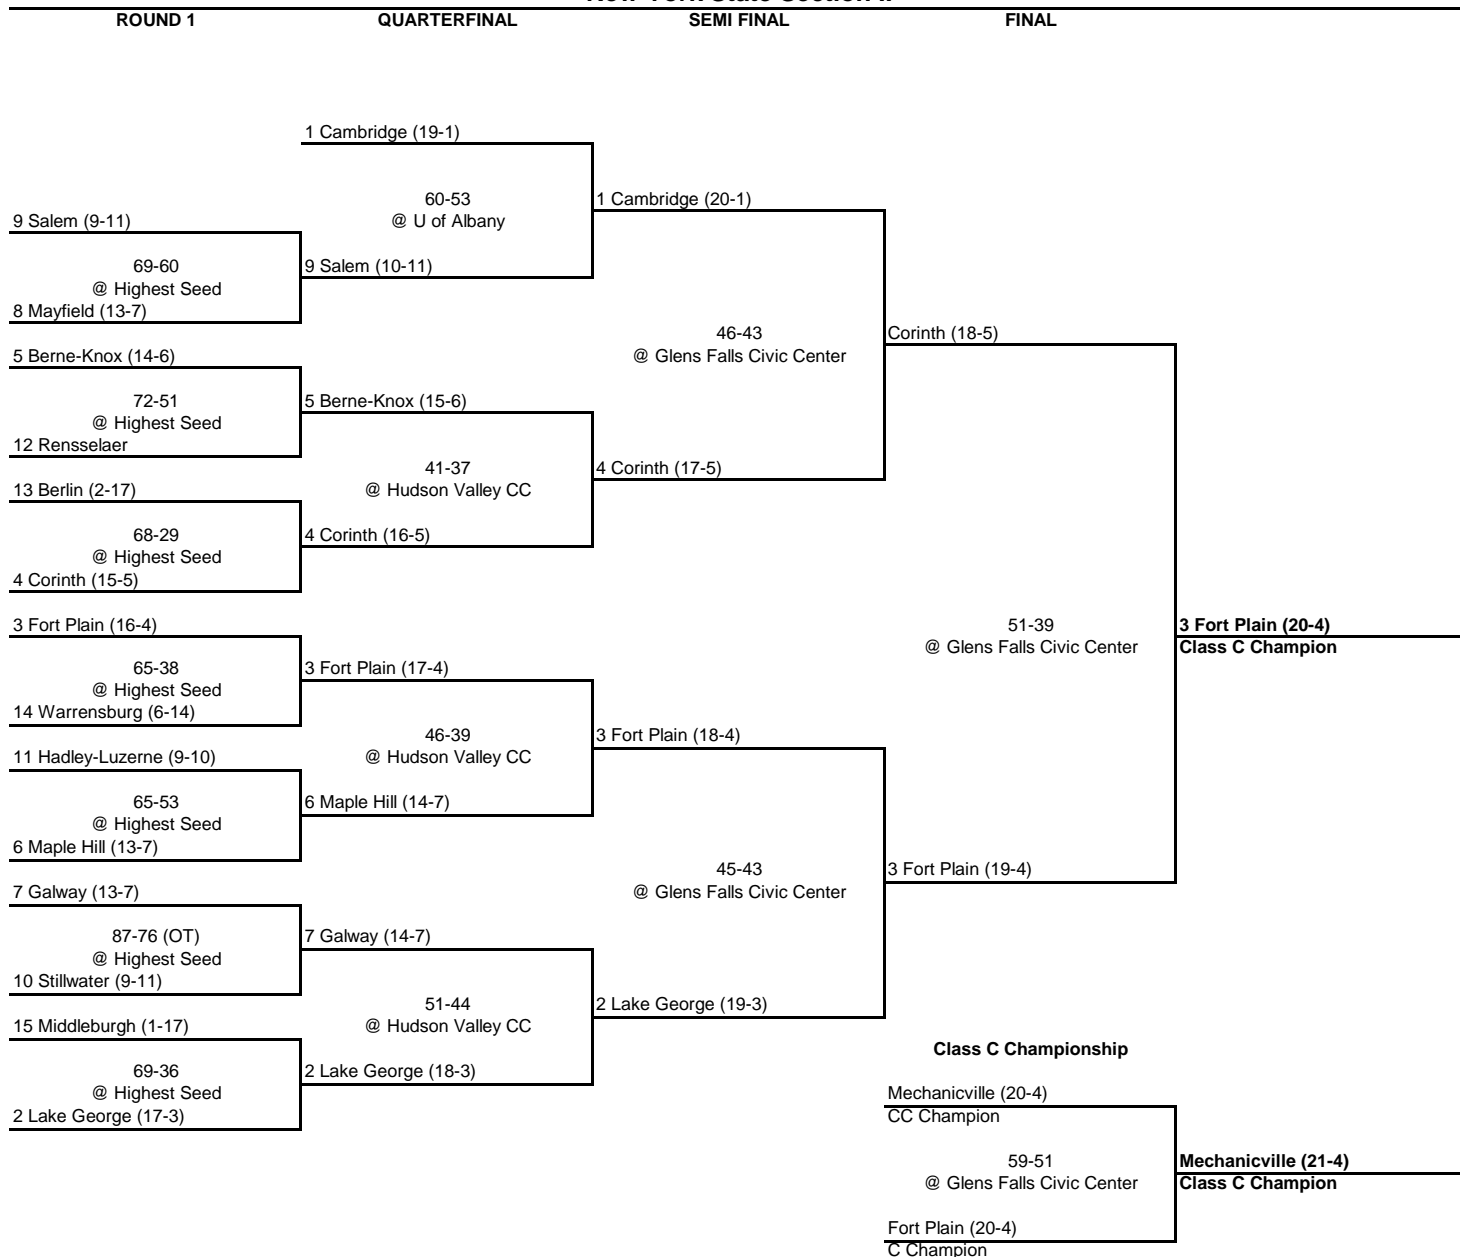 ROUND 1
QUARTERFINAL
SEMI FINAL
FINAL
1 Cambridge (19-1)
60-53
@ U of Albany
1 Cambridge (20-1)
9 Salem (9-11)
69-60
@ Highest Seed
9 Salem (10-11)
8 Mayfield (13-7)
46-43
@ Glens Falls Civic Center
Corinth (18-5)
5 Berne-Knox (14-6)
72-51
@ Highest Seed
5 Berne-Knox (15-6)
12 Rensselaer
41-37
@ Hudson Valley CC
4 Corinth (17-5)
13 Berlin (2-17)
68-29
@ Highest Seed
4 Corinth (16-5)
4 Corinth (15-5)
3 Fort Plain (16-4)
51-39
@ Glens Falls Civic Center
3 Fort Plain (20-4)
Class C Champion
65-38
@ Highest Seed
3 Fort Plain (17-4)
14 Warrensburg (6-14)
46-39
@ Hudson Valley CC
3 Fort Plain (18-4)
11 Hadley-Luzerne (9-10)
65-53
@ Highest Seed
6 Maple Hill (14-7)
6 Maple Hill (13-7)
45-43
@ Glens Falls Civic Center
3 Fort Plain (19-4)
7 Galway (13-7)
87-76 (OT)
@ Highest Seed
7 Galway (14-7)
10 Stillwater (9-11)
51-44
@ Hudson Valley CC
2 Lake George (19-3)
15 Middleburgh (1-17)
69-36
@ Highest Seed
2 Lake George (18-3)
2 Lake George (17-3)
Class C Championship
Mechanicville (20-4)
CC Champion
59-51
@ Glens Falls Civic Center
Mechanicville (21-4)
Class C Champion
Fort Plain (20-4)
C Champion